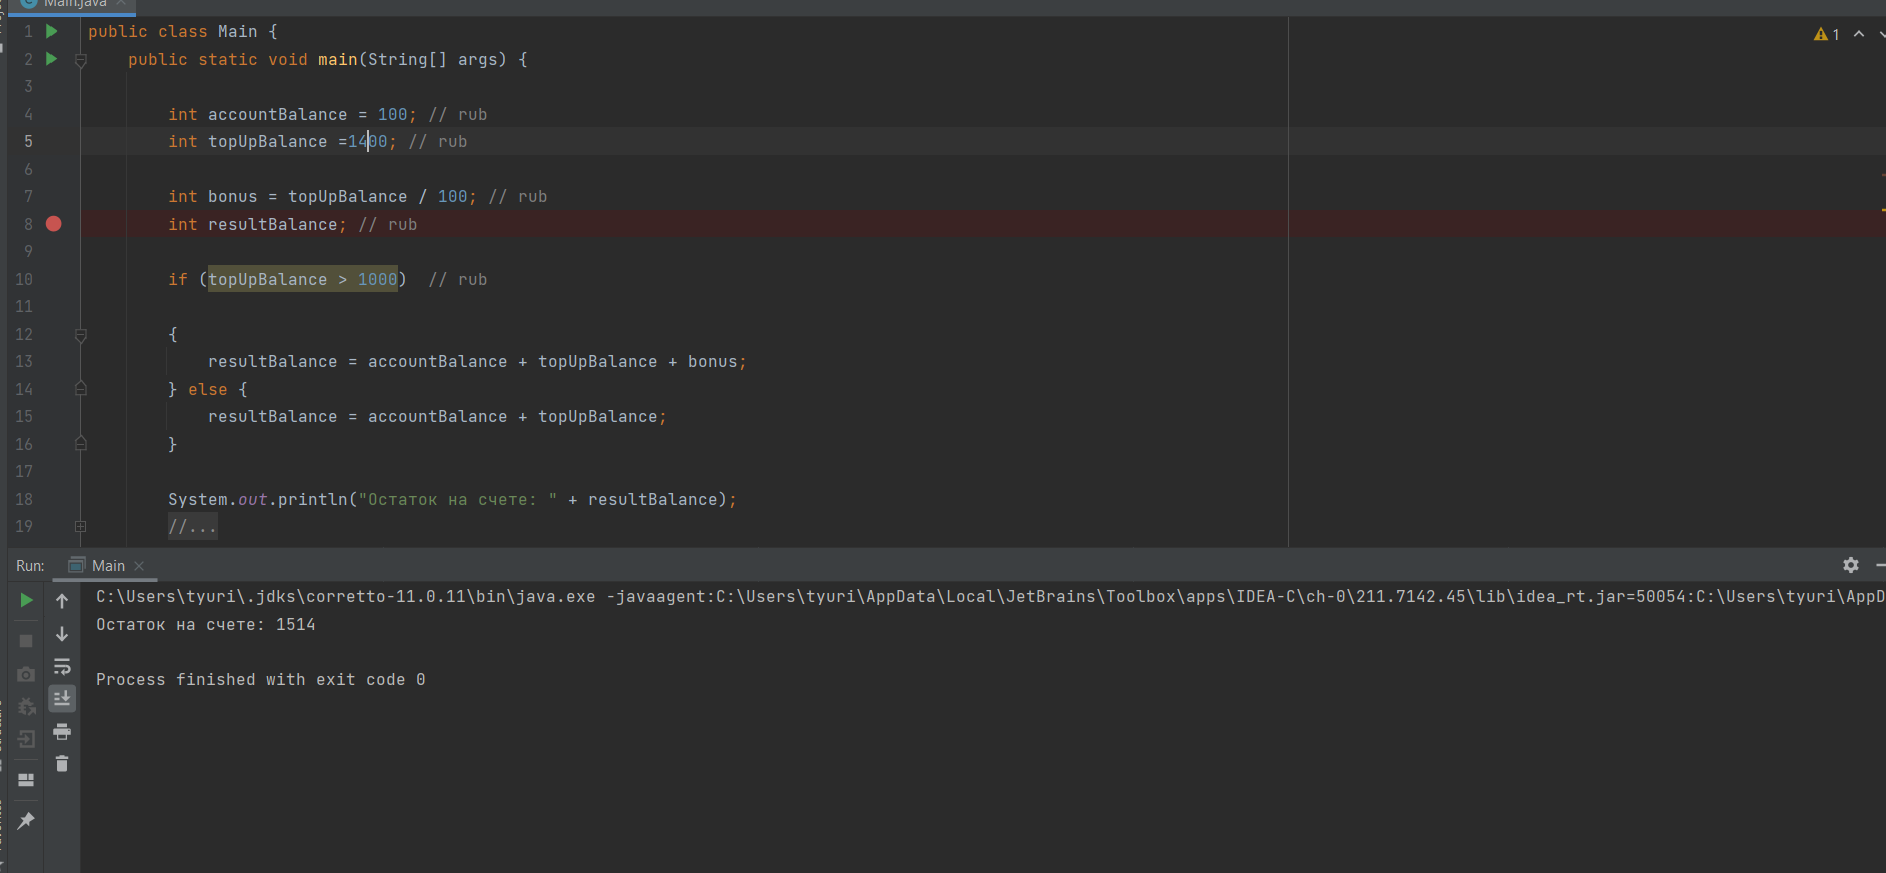 Main.java
1 public class Main {
2 public static void main(String[] args) {
3
4 int accountBalance = 100; // rub
5 int topUpBalance =1400; // rub
6
7 int bonus = topUpBalance / 100; // rub
8 int resultBalance; // rub
9
10 if (topUpBalance > 1000)  // rub
11
12 {
13 resultBalance = accountBalance + topUpBalance + bonus;
14 } else {
15 resultBalance = accountBalance + topUpBalance;
16 }
17
18 System.out.println("Остаток на счете: " + resultBalance);
19 //...
1
Run: Main
C:\Users\tyuri\.jdks\corretto-11.0.11\bin\java.exe -javaagent:C:\Users\tyuri\AppData\Local\JetBrains\Toolbox\apps\IDEA-C\ch-0\211.7142.45\lib\idea_rt.jar=50054:C:\Users\tyuri\AppD
Остаток на счете: 1514
Process finished with exit code 0